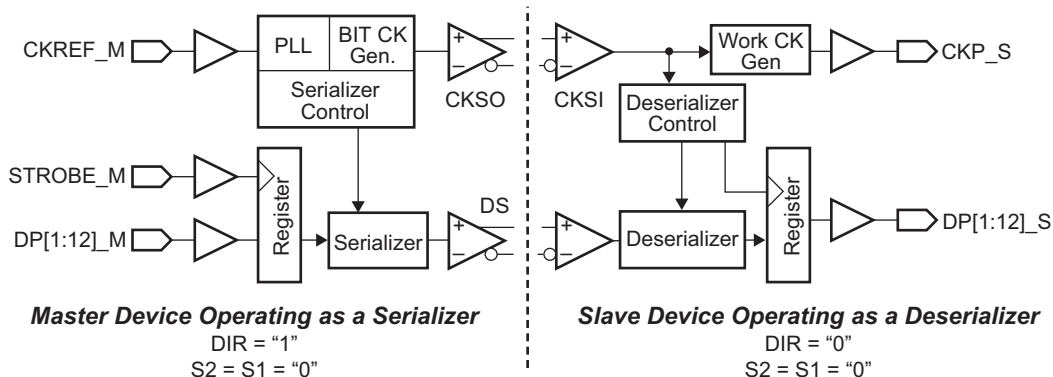 CKREF_M
PLL
BIT CK
Gen.
Serializer
Control
+
−
CKSO
STROBE_M
DP[1:12]_M
Register
Serializer
DS
+
−
Master Device Operating as a Serializer
DIR = “1”
S2 = S1 = “0”
+
−
CKSI
Work CK
Gen
CKP_S
Deserializer
Control
+
−
Deserializer
Register
DP[1:12]_S
Slave Device Operating as a Deserializer
DIR = “0”
S2 = S1 = “0”